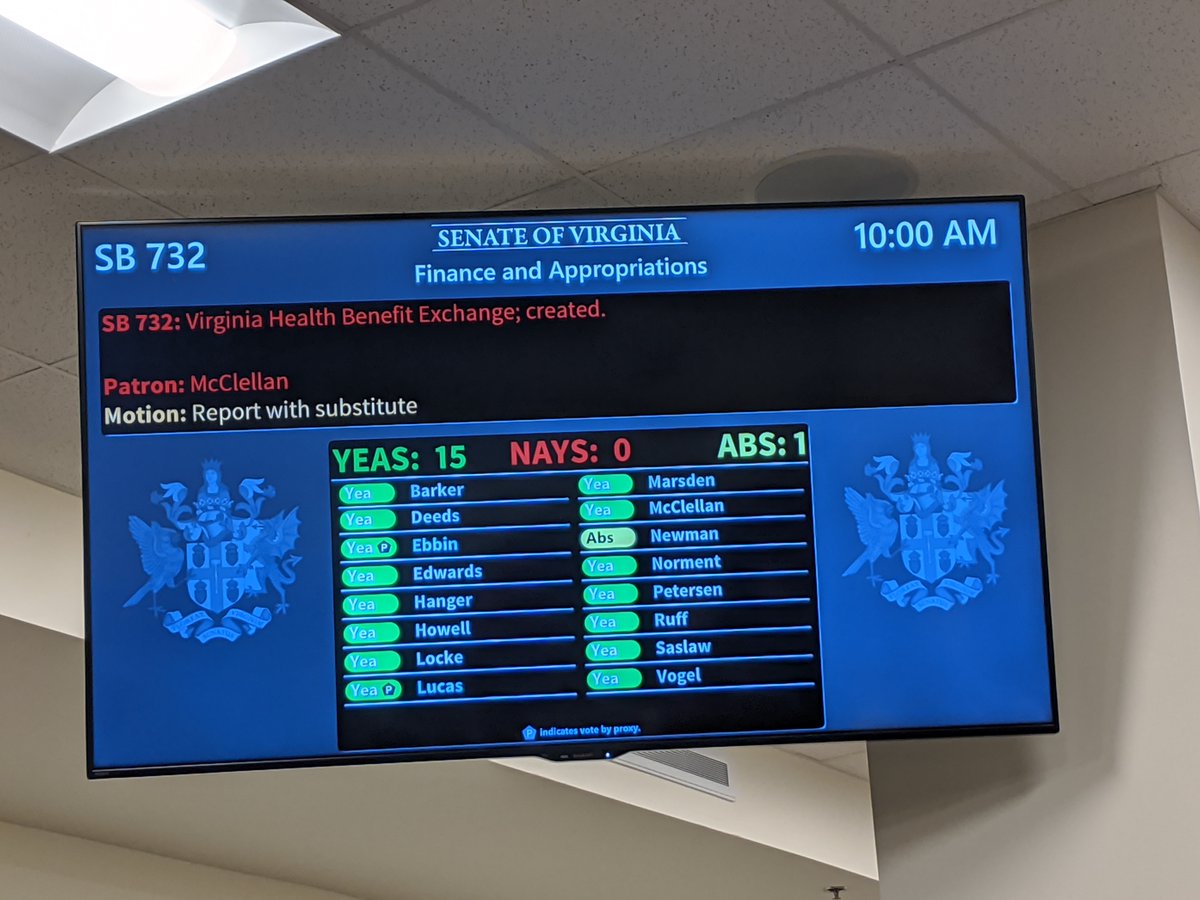 SB 732
SENATE OF VIRGINIA
10:00 AM
Finance and Appropriations
SB 732: Virginia Health Benefit Exchange; created.
Patron: McClellan
Motion: Report with substitute
YEAS: 15 NAYS: 0 ABS: 1
Yea Barker
Yea Deeds
Yea P Ebbin
Yea Edwards
Yea Hanger
Yea Howell
Yea Locke
Yea P Lucas
Yea Marsden
Yea McClellan
Abs Newman
Yea Norment
Yea Petersen
Yea Ruff
Yea Saslaw
Yea Vogel
P indicates vote by proxy.